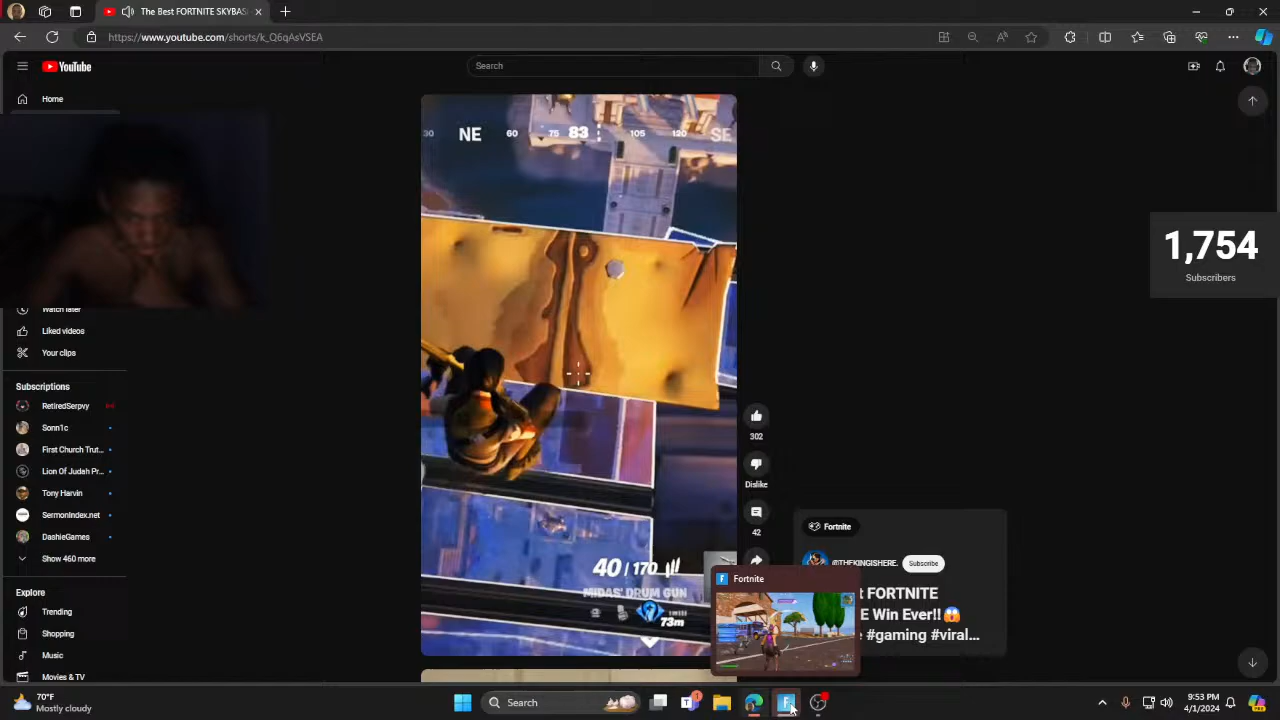 The Best FORTNITE SKYBAS
https://www.youtube.com/shorts/k_Q6qAsVSEA
YouTube
Search
Home
30 NE 60 75 83 105 120 SE
1,754
Subscribers
Watch later
Liked videos
Your clips
Subscriptions
RetiredSerpvy
Sonn1c
First Church Trut...
Lion Of Judah Pr...
Tony Harvin
SermonIndex.net
DashieGames
Show 460 more
Explore
Trending
Shopping
Music
Movies & TV
302
Dislike
42
Fortnite
@THEKINGISHERE.
Subscribe
t FORTNITE
E Win Ever!!😱
e #gaming #viral...
40 / 170
MIDAS' DRUM GUN
73m
Fortnite
70°F
Mostly cloudy
Search
1
9:53 PM
4/1/2024